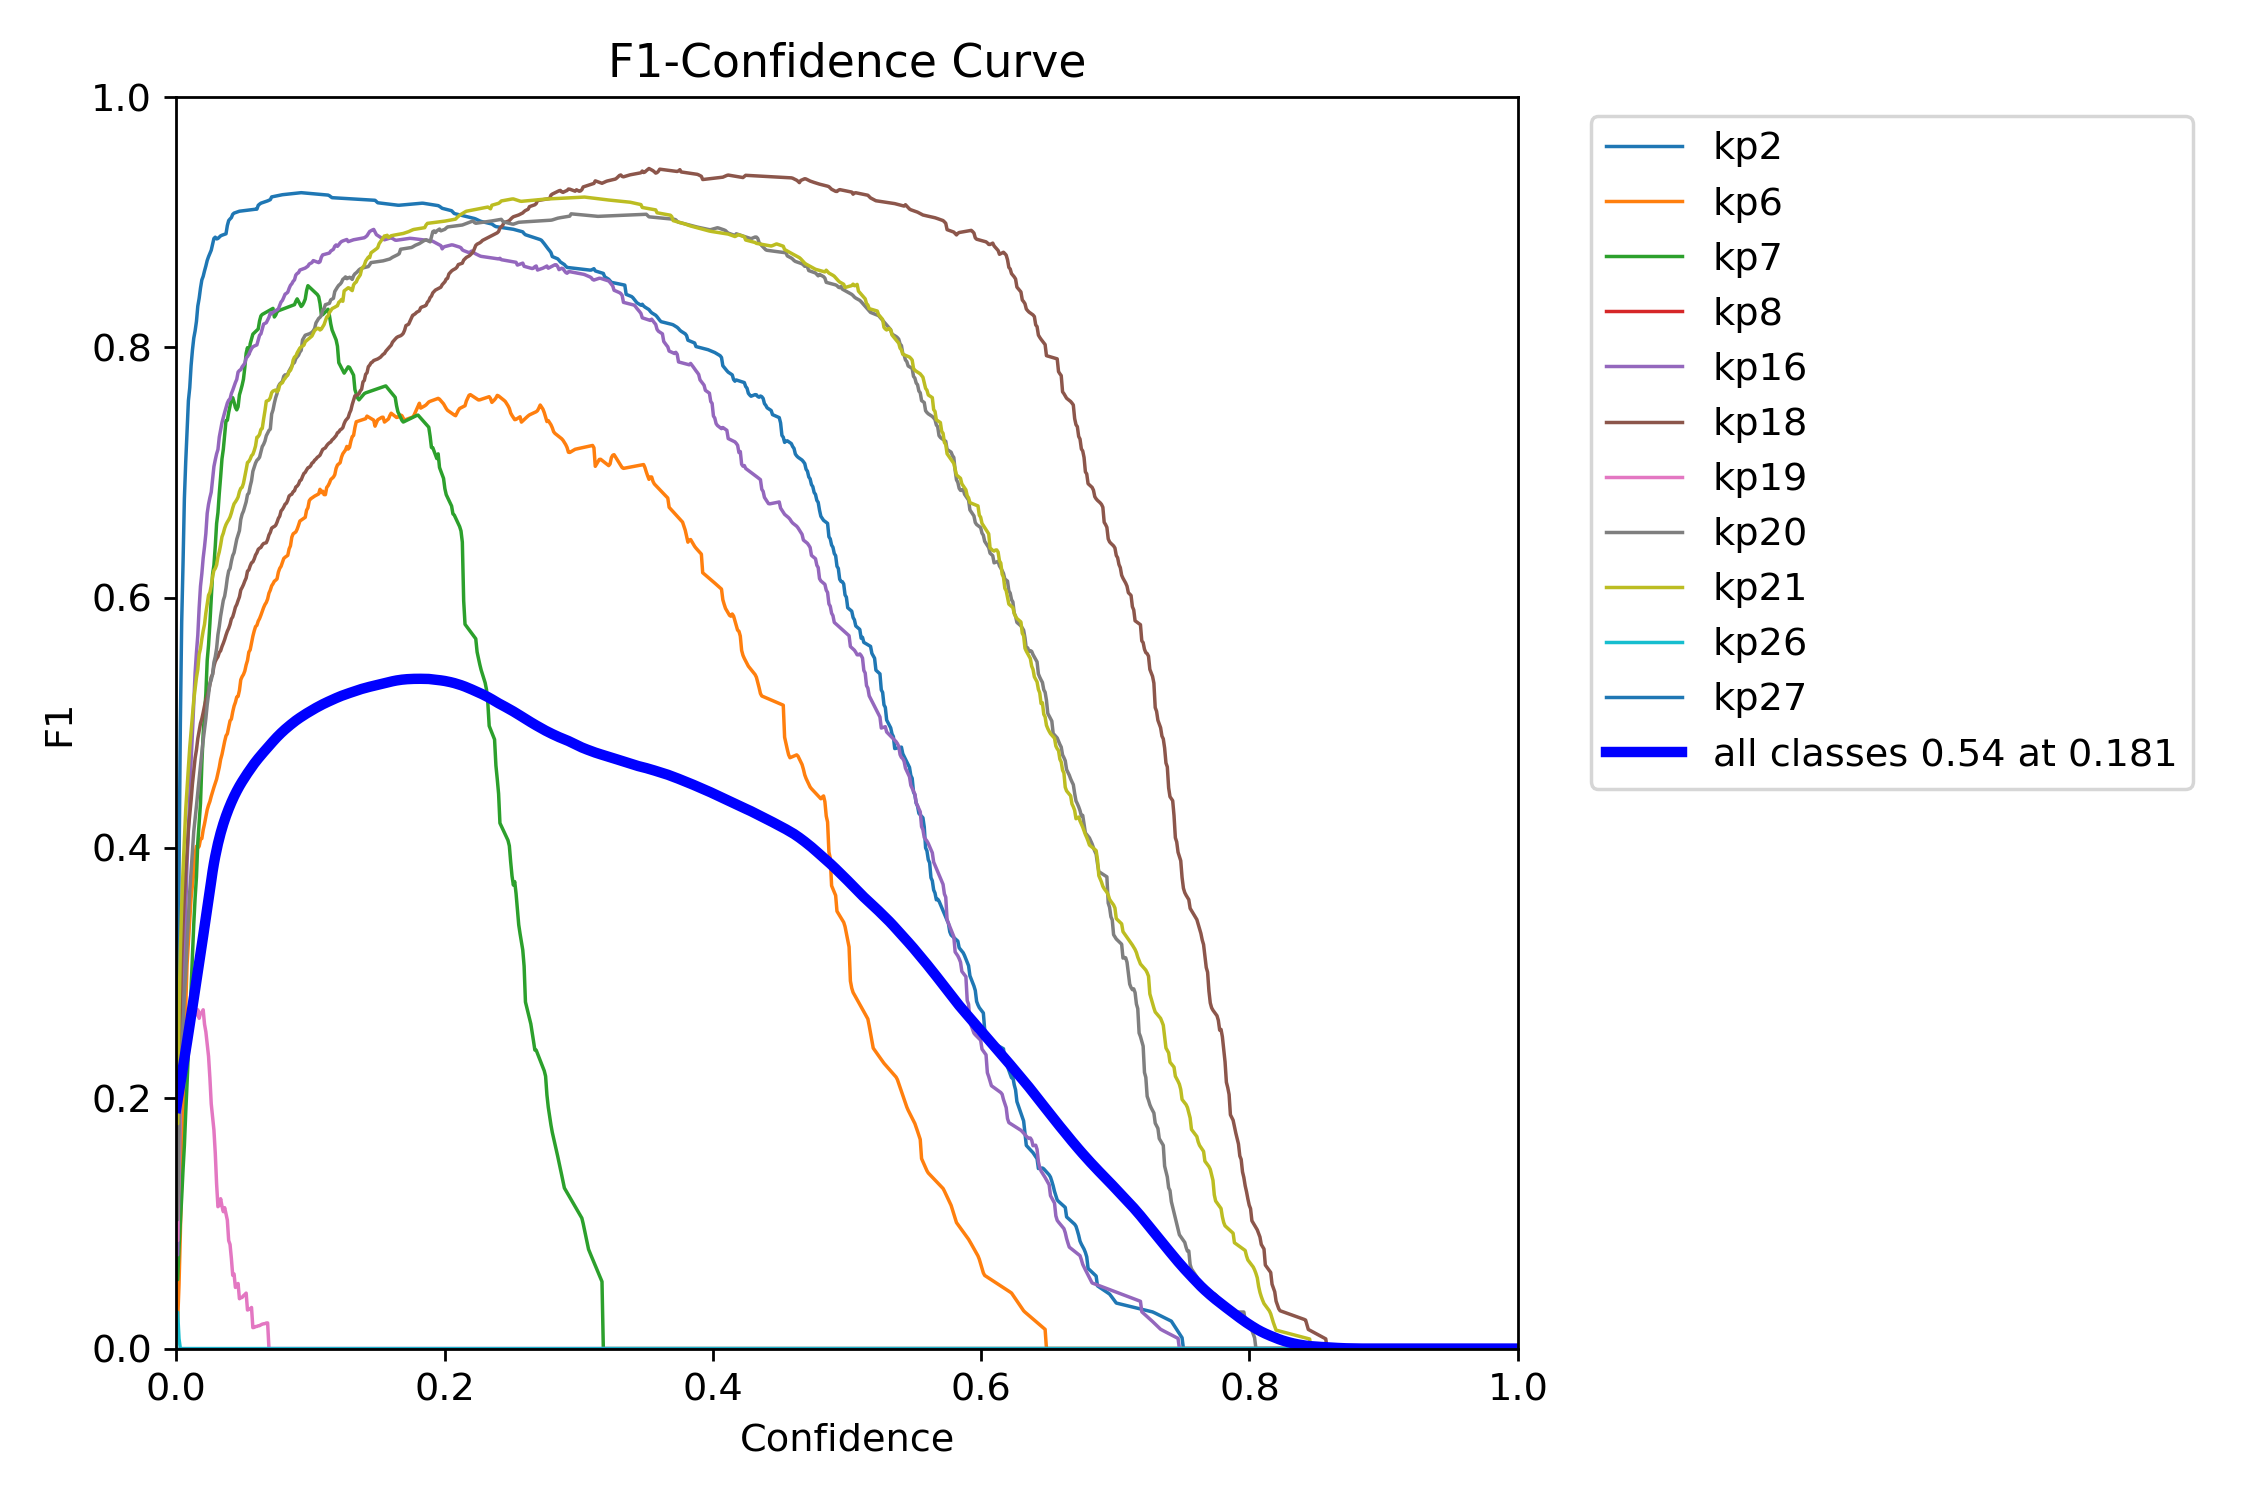 F1-Confidence Curve
1.0
0.8
0.6
0.4
0.2
0.0
F1
0.0 0.2 0.4 0.6 0.8 1.0
Confidence
kp2
kp6
kp7
kp8
kp16
kp18
kp19
kp20
kp21
kp26
kp27
all classes 0.54 at 0.181